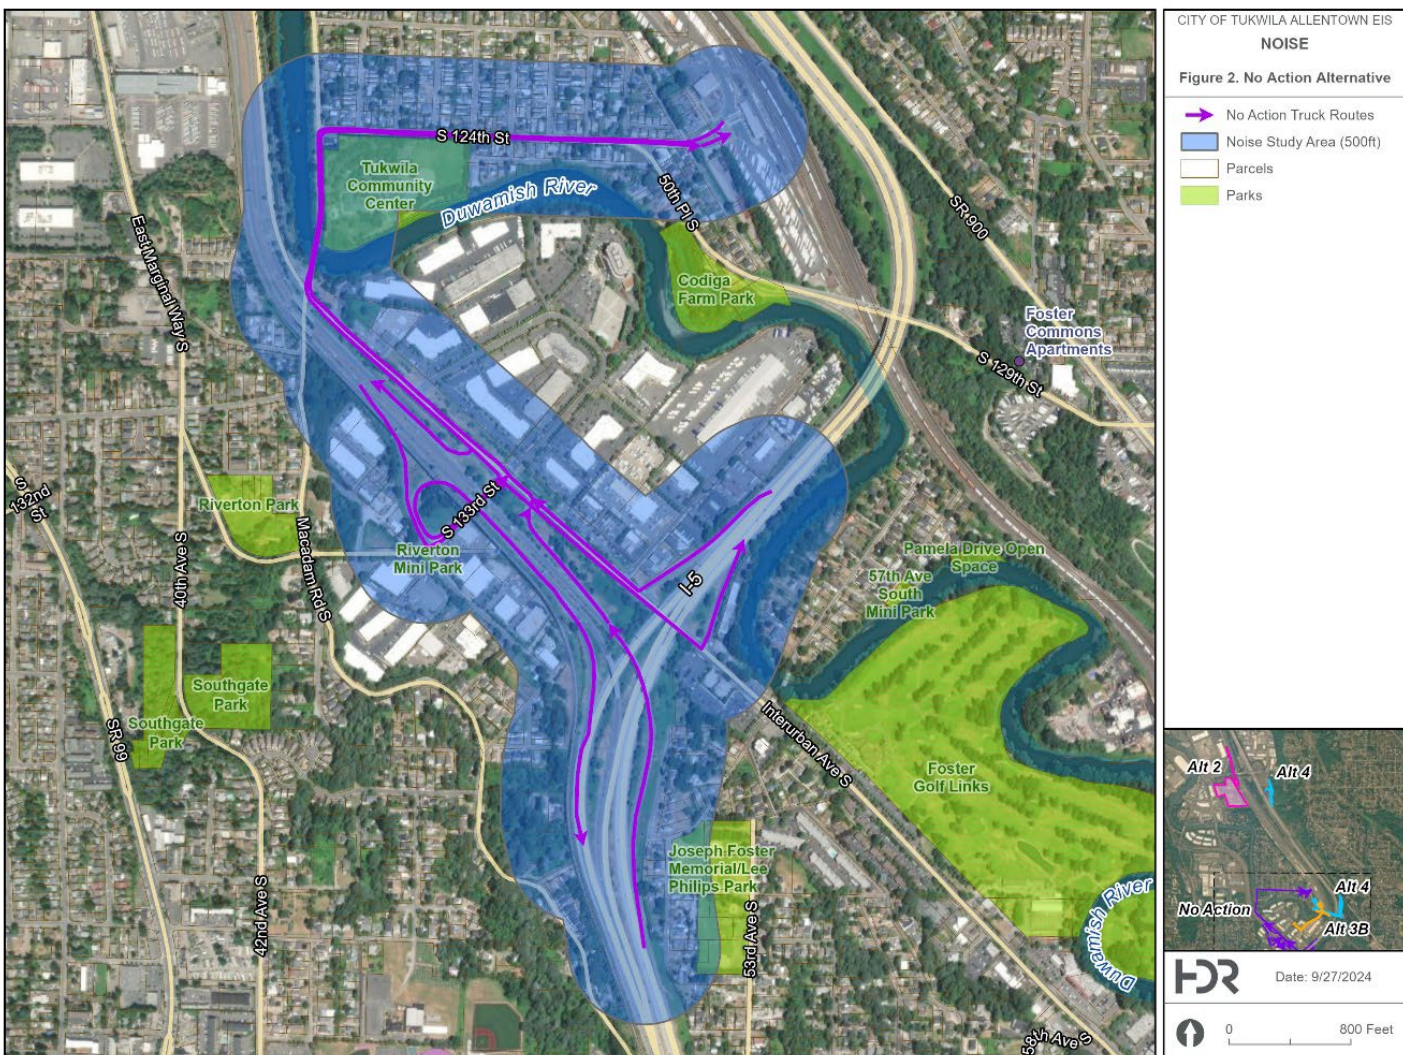 CITY OF TUKWILA ALLENTOWN EIS
NOISE
Figure 2. No Action Alternative
No Action Truck Routes
Noise Study Area (500ft)
Parcels
Parks
S 124th St
Tukwila
Community
Center
Duwamish River
50th Pl S
SR 900
East Marginal Way S
Codiga
Farm Park
Foster
Commons
Apartments
S 129th St
S
132nd
St
Riverton Park
40th Ave S
Macadam Rd S
S 133rd St
Riverton
Mini Park
I-5
Pamela Drive Open
Space
57th Ave
South
Mini Park
Southgate
Park
Southgate
Park
SR 99
Interurban Ave S
Foster
Golf Links
Joseph Foster
Memorial/Lee
Philips Park
42nd Ave S
53rd Ave S
Duwamish River
58th Ave S
Alt 2
Alt 4
Alt 4
No Action
Alt 3B
HDR
Date: 9/27/2024
0 800 Feet